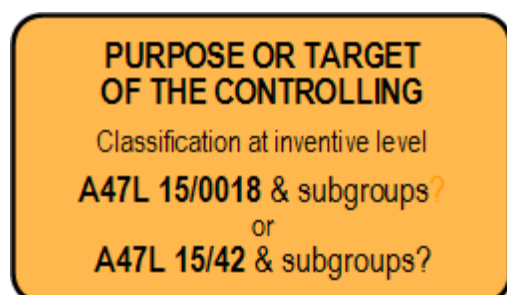 PURPOSE OR TARGET
OF THE CONTROLLING
Classification at inventive level
A47L 15/0018 & subgroups?
or
A47L 15/42 & subgroups?